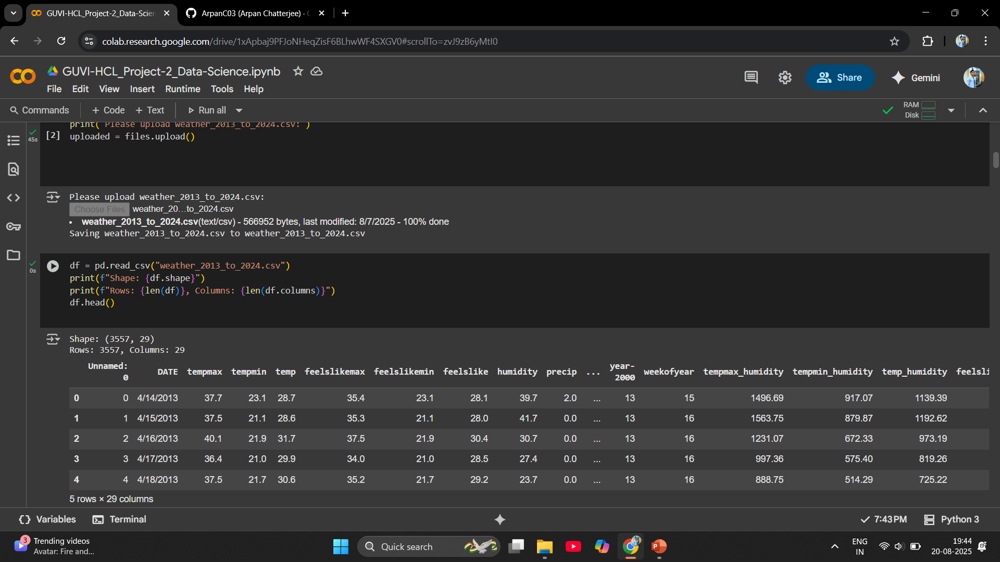 GUVI-HCL_Project-2_Data-Scien
ArpanC03 (Arpan Chatterjee) ·
colab.research.google.com/drive/1xApbaj9PFJoNHeqZisF6BLhwWF4SXGV0#scrollTo=zvJ9zB6yMtI0
GUVI-HCL_Project-2_Data-Science.ipynb
File Edit View Insert Runtime Tools Help
Share
Gemini
Commands + Code + Text Run all
RAM
Disk
print("Please upload weather_2013_to_2024.csv:")
45s
[2] uploaded = files.upload()
Please upload weather_2013_to_2024.csv:
Choose Files weather_20...to_2024.csv
• weather_2013_to_2024.csv(text/csv) - 566952 bytes, last modified: 8/7/2025 - 100% done
Saving weather_2013_to_2024.csv to weather_2013_to_2024.csv
0s
df = pd.read_csv("weather_2013_to_2024.csv")
print(f"Shape: {df.shape}")
print(f"Rows: {len(df)}, Columns: {len(df.columns)}")
df.head()
Shape: (3557, 29)
Rows: 3557, Columns: 29
Unnamed: 0 DATE tempmax tempmin temp feelslikemax feelslikemin feelslike humidity precip ... year-2000 weekofyear tempmax_humidity tempmin_humidity temp_humidity feelsli
0 0 4/14/2013 37.7 23.1 28.7 35.4 23.1 28.1 39.7 2.0 ... 13 15 1496.69 917.07 1139.39
1 1 4/15/2013 37.5 21.1 28.6 35.3 21.1 28.0 41.7 0.0 ... 13 16 1563.75 879.87 1192.62
2 2 4/16/2013 40.1 21.9 31.7 37.5 21.9 30.4 30.7 0.0 ... 13 16 1231.07 672.33 973.19
3 3 4/17/2013 36.4 21.0 29.9 34.0 21.0 28.5 27.4 0.0 ... 13 16 997.36 575.40 819.26
4 4 4/18/2013 37.5 21.7 30.6 35.2 21.7 29.2 23.7 0.0 ... 13 16 888.75 514.29 725.22
5 rows × 29 columns
{} Variables Terminal
7:43 PM Python 3
3
Trending videos
Avatar: Fire and...
Quick search
ENG
IN
19:44
20-08-2025